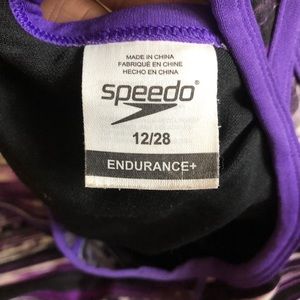 MADE IN CHINA
FABRIQUÉ EN CHINE
HECHO EN CHINA
speedo®
12/28
ENDURANCE+